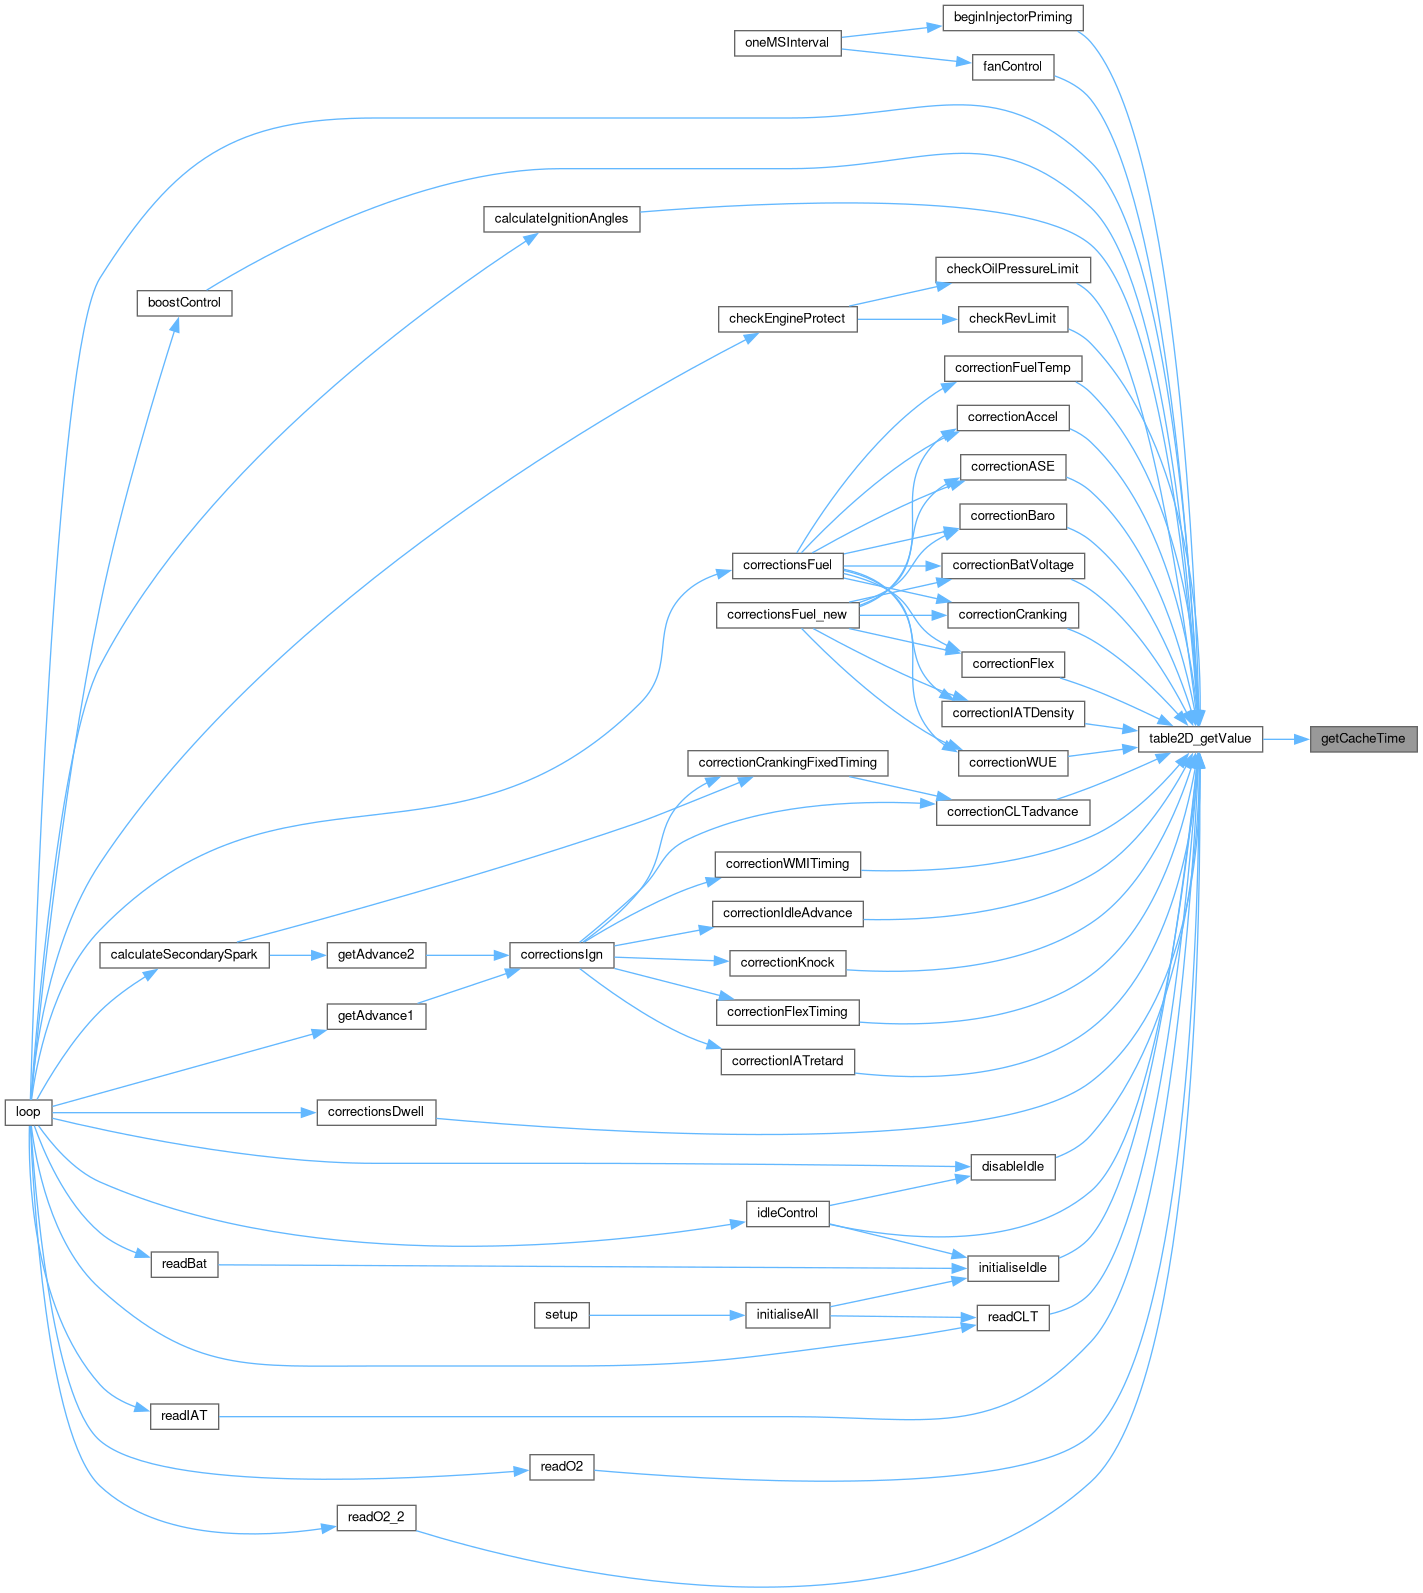 beginInjectorPriming
oneMSInterval
fanControl
calculateIgnitionAngles
checkOilPressureLimit
boostControl
checkEngineProtect
checkRevLimit
correctionFuelTemp
correctionAccel
correctionASE
correctionBaro
correctionsFuel
correctionBatVoltage
correctionsFuel_new
correctionCranking
correctionFlex
correctionIATDensity
table2D_getValue
getCacheTime
correctionCrankingFixedTiming
correctionWUE
correctionCLTadvance
correctionWMITiming
correctionIdleAdvance
calculateSecondarySpark
getAdvance2
correctionsIgn
correctionKnock
getAdvance1
correctionFlexTiming
correctionIATretard
loop
correctionsDwell
disableIdle
idleControl
readBat
initialiseIdle
setup
initialiseAll
readCLT
readIAT
readO2
readO2_2